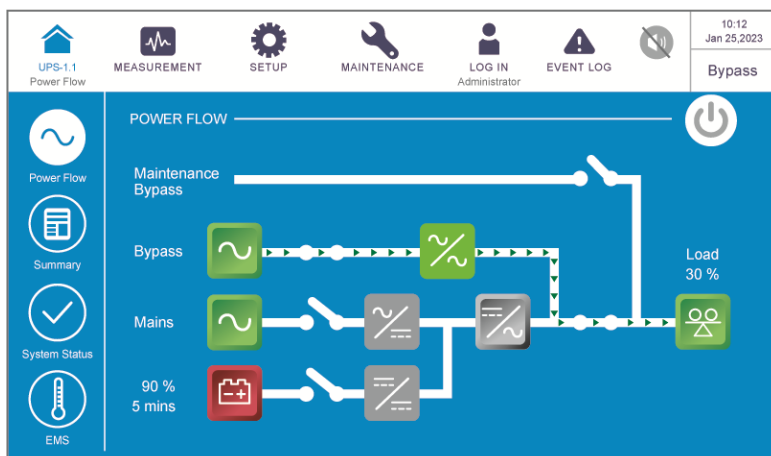 UPS-1.1
Power Flow
MEASUREMENT
SETUP
MAINTENANCE
LOG IN
Administrator
EVENT LOG
10:12
Jan 25,2023
Bypass
Power Flow
Summary
System Status
EMS
POWER FLOW
Maintenance
Bypass
Bypass
Mains
90 %
5 mins
Load
30 %